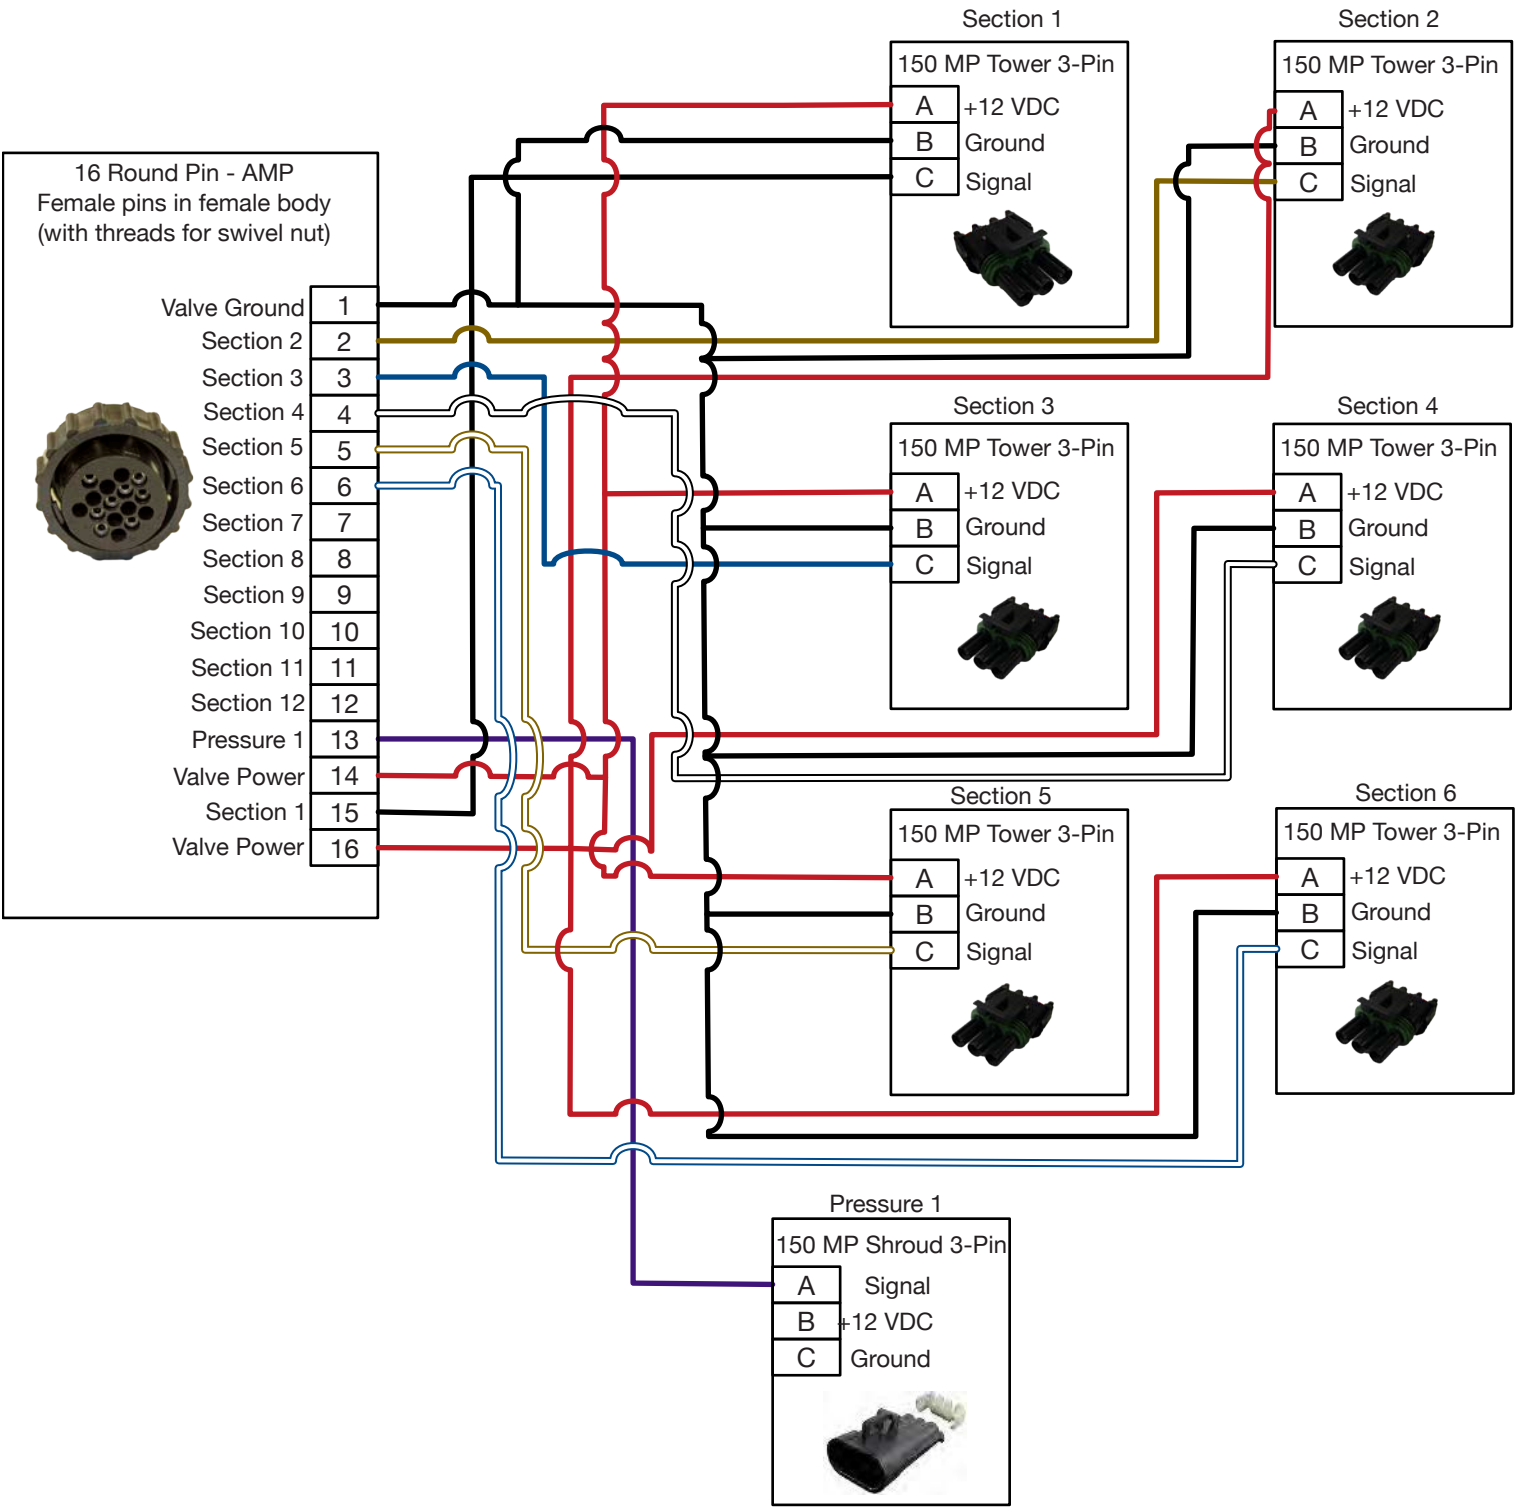 16 Round Pin - AMP
Female pins in female body
(with threads for swivel nut)
Valve Ground 1
Section 2 2
Section 3 3
Section 4 4
Section 5 5
Section 6 6
Section 7 7
Section 8 8
Section 9 9
Section 10 10
Section 11 11
Section 12 12
Pressure 1 13
Valve Power 14
Section 1 15
Valve Power 16
Section 1
150 MP Tower 3-Pin
A +12 VDC
B Ground
C Signal
Section 2
150 MP Tower 3-Pin
A +12 VDC
B Ground
C Signal
Section 3
150 MP Tower 3-Pin
A +12 VDC
B Ground
C Signal
Section 4
150 MP Tower 3-Pin
A +12 VDC
B Ground
C Signal
Section 5
150 MP Tower 3-Pin
A +12 VDC
B Ground
C Signal
Section 6
150 MP Tower 3-Pin
A +12 VDC
B Ground
C Signal
Pressure 1
150 MP Shroud 3-Pin
A Signal
B +12 VDC
C Ground